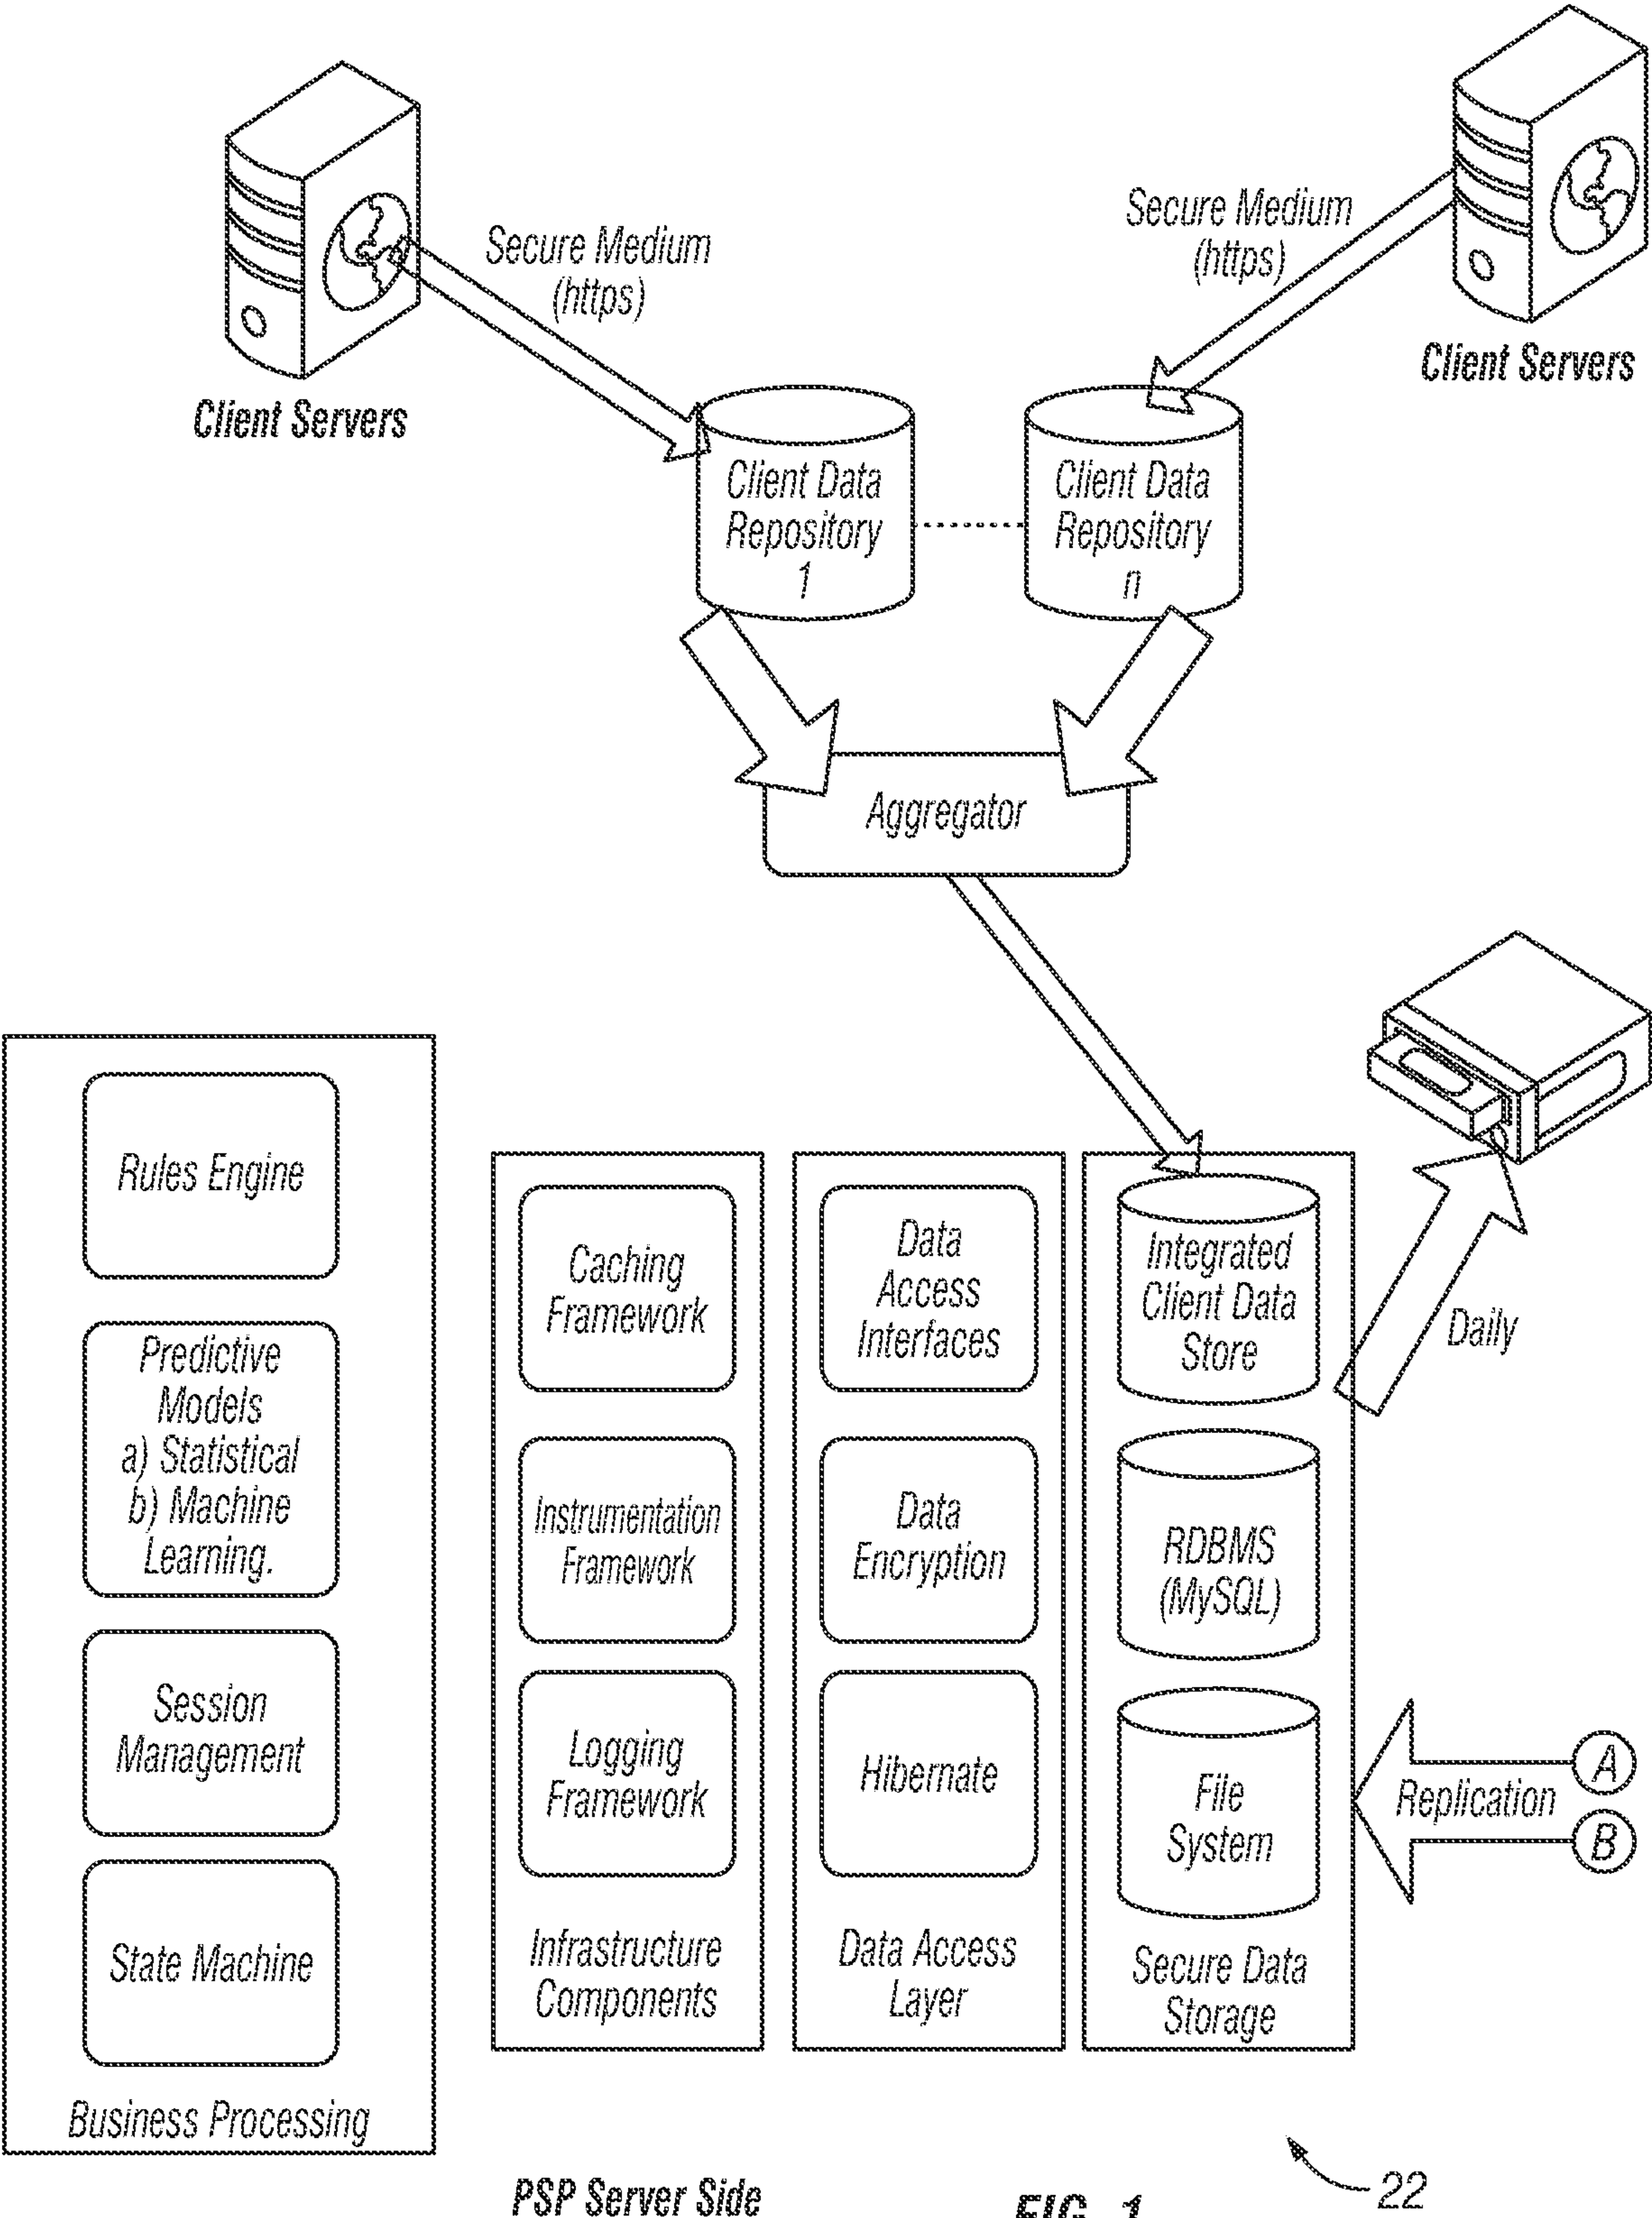 Secure Medium
(https)
Secure Medium
(https)
Client Servers
Client Servers
Client Data
Repository
1
Client Data
Repository
n
Aggregator
Rules Engine
Predictive
Models
a) Statistical
b) Machine
Learning.
Session
Management
State Machine
Business Processing
Caching
Framework
Instrumentation
Framework
Logging
Framework
Infrastructure
Components
Data
Access
Interfaces
Data
Encryption
Hibernate
Data Access
Layer
Integrated
Client Data
Store
RDBMS
(MySQL)
File
System
Secure Data
Storage
Daily
Replication
A
B
PSP Server Side
FIG. 1
22